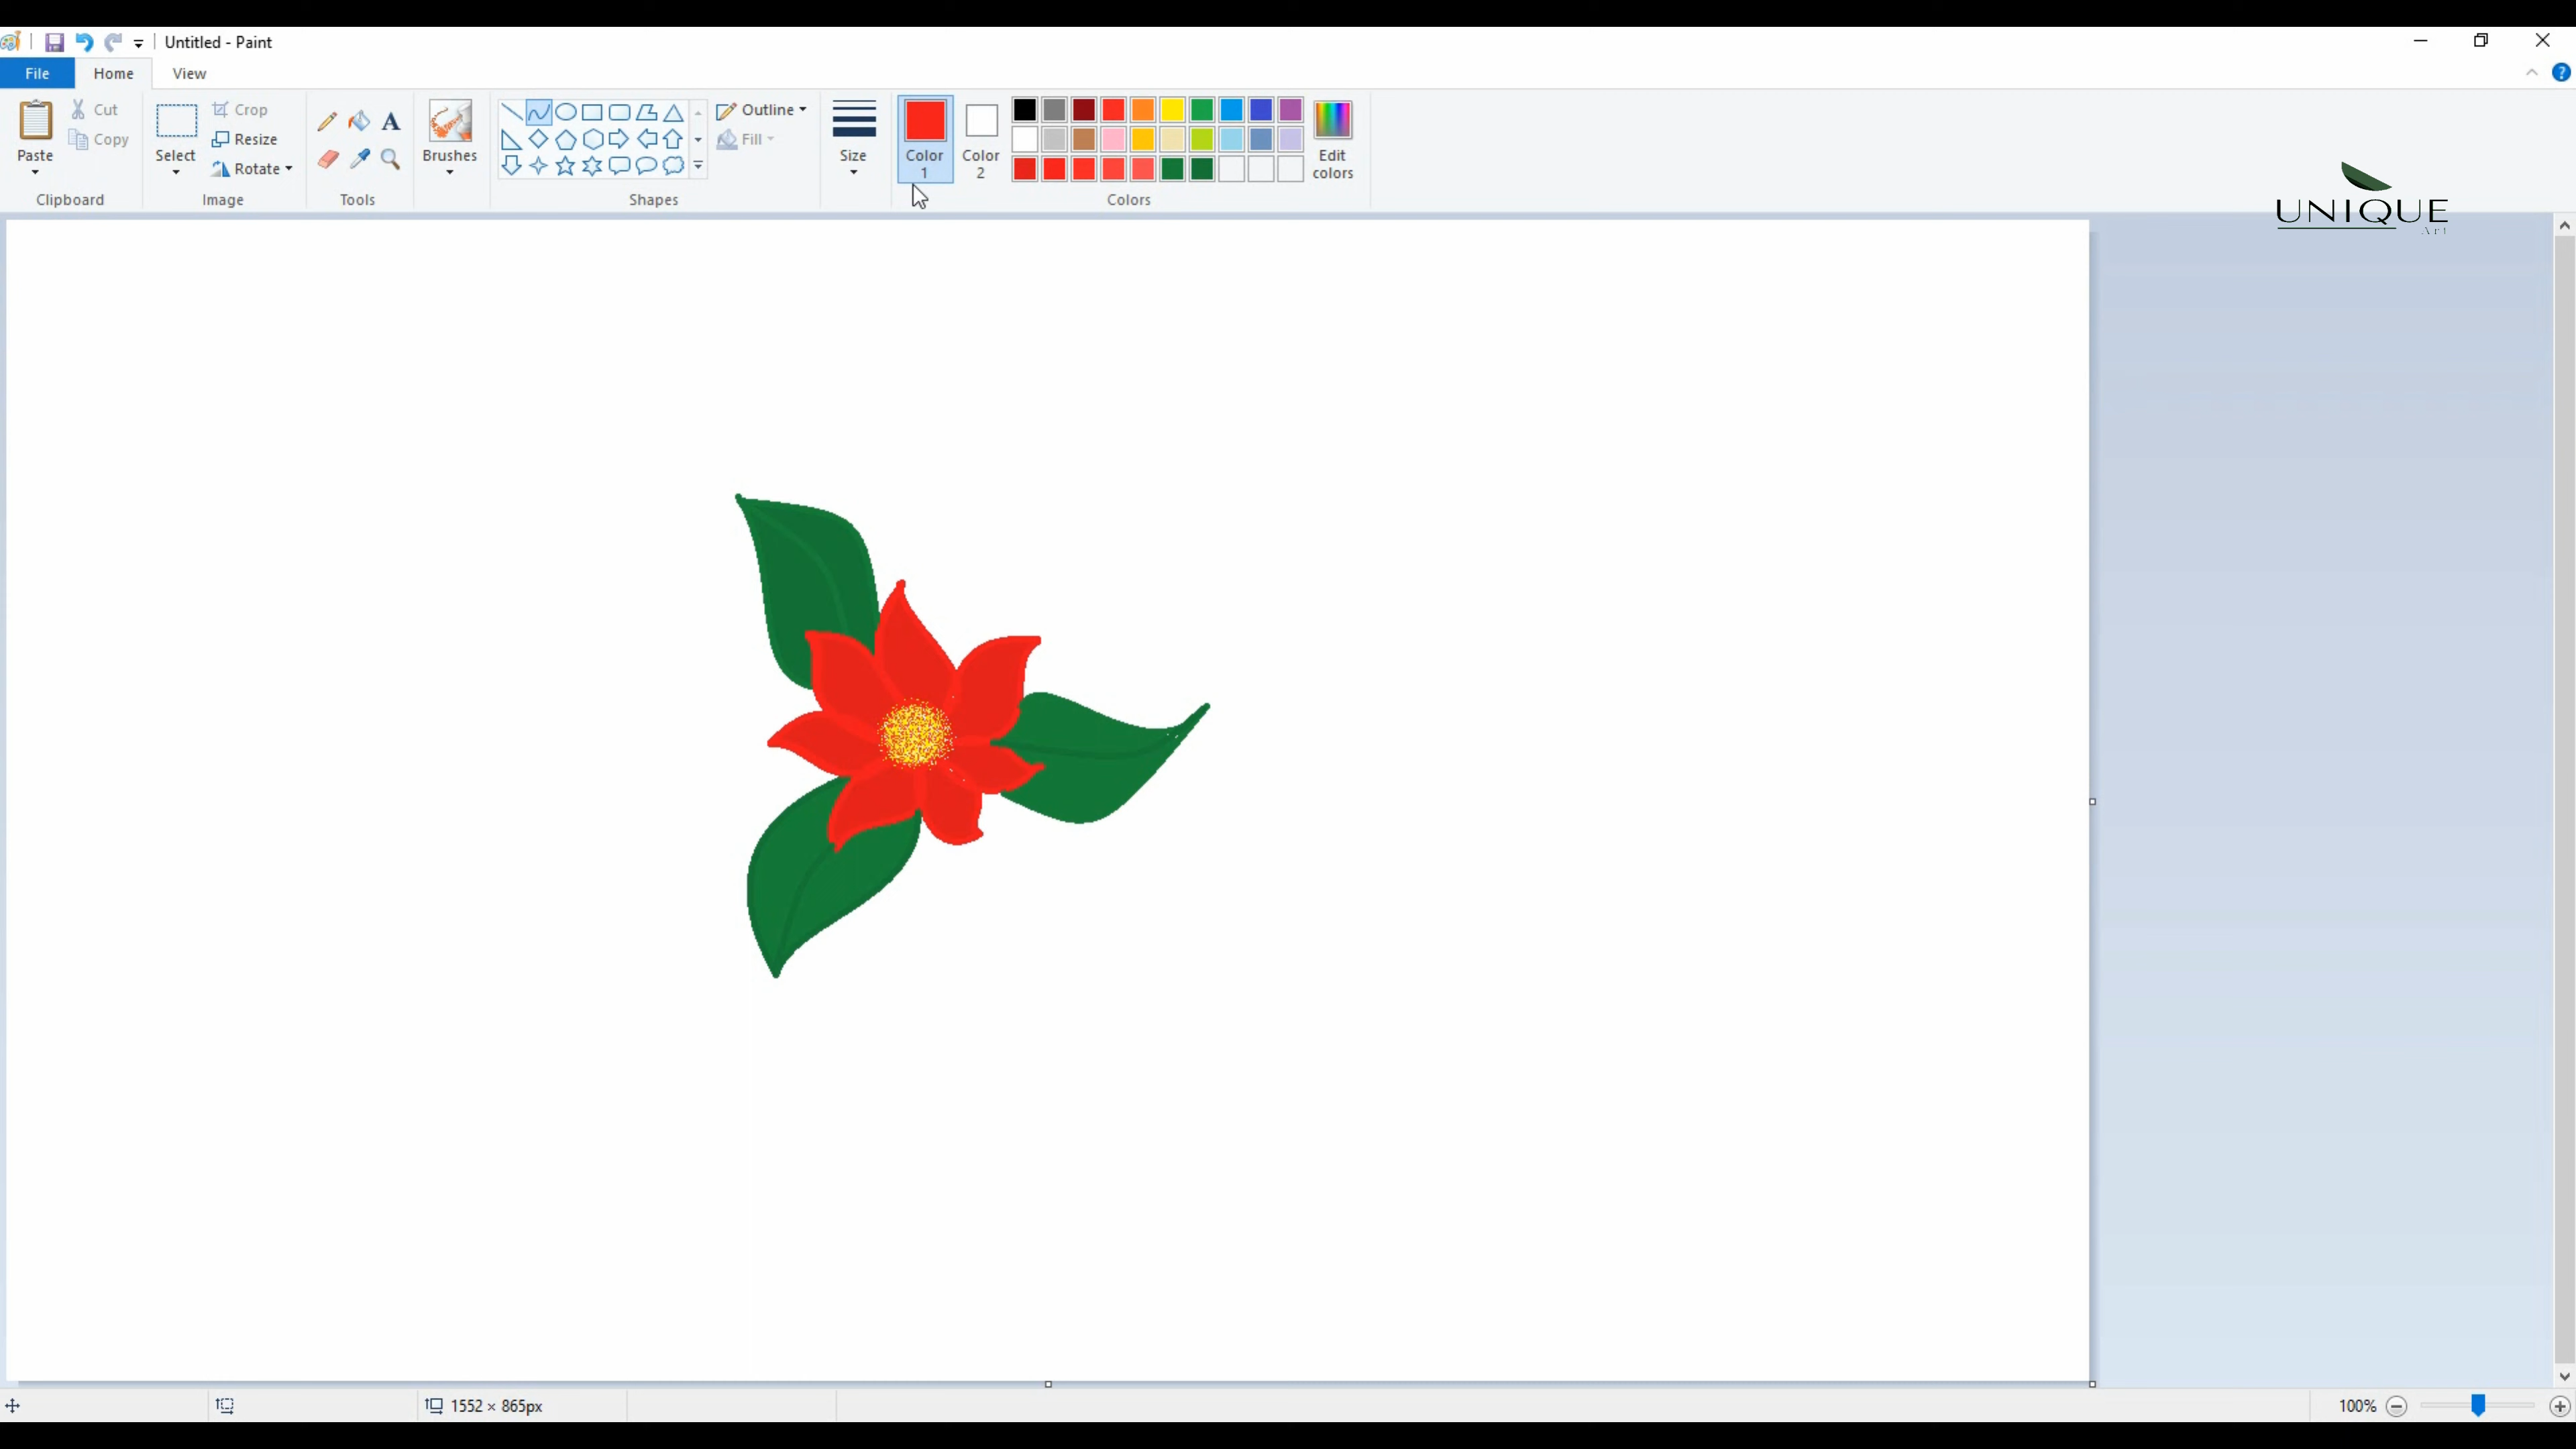 Untitled - Paint
File Home View
Paste Cut Copy Clipboard
Select Crop Resize Rotate Image
A Tools
Brushes
Outline Fill Shapes
Size
Color 1 Color 2 Edit colors Colors
UNIQUE
Art
1552 × 865px
100%